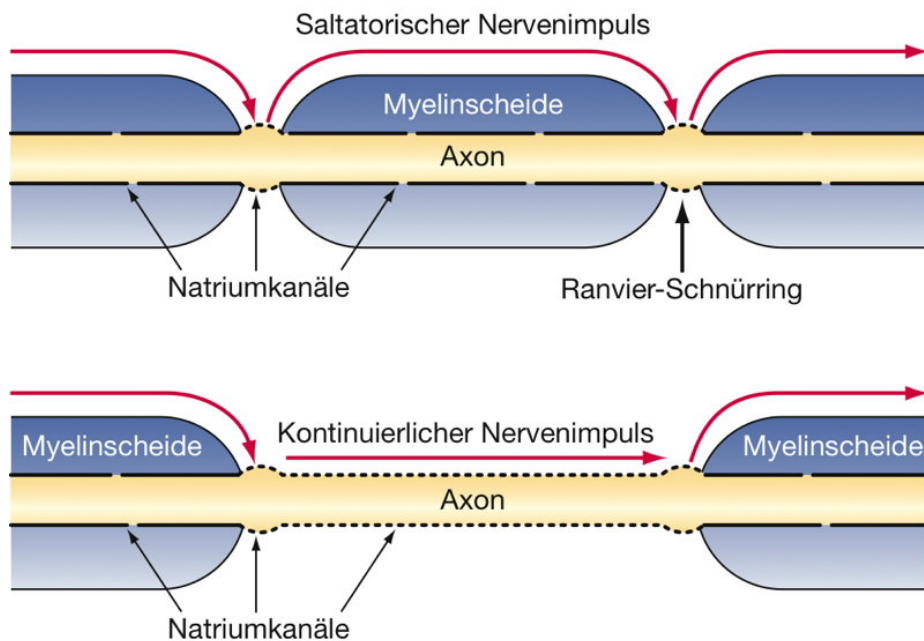 Saltatorischer Nervenimpuls
Myelinscheide
Axon
Natriumkanäle
Ranvier-Schnürring
Myelinscheide
Kontinuierlicher Nervenimpuls
Myelinscheide
Axon
Natriumkanäle